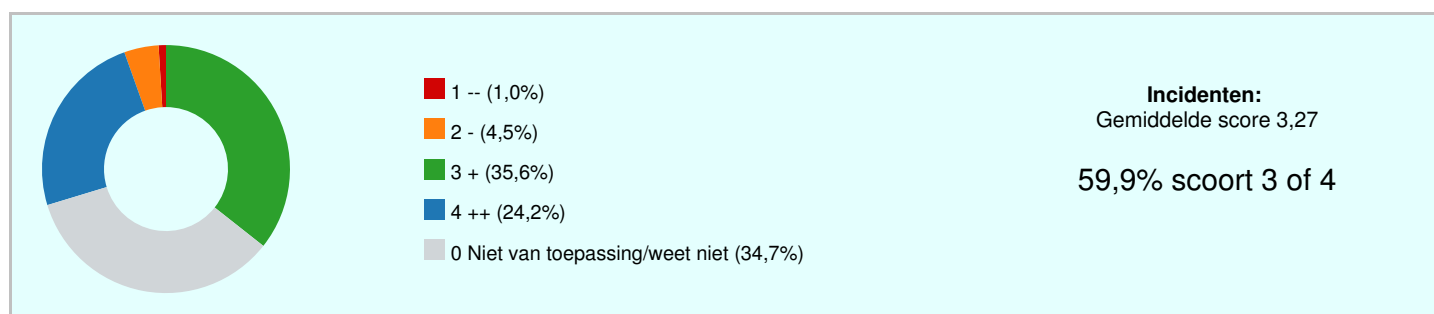 1 -- (1,0%)
2 - (4,5%)
3 + (35,6%)
4 ++ (24,2%)
0 Niet van toepassing/weet niet (34,7%)
Incidenten:
Gemiddelde score 3,27
59,9% scoort 3 of 4